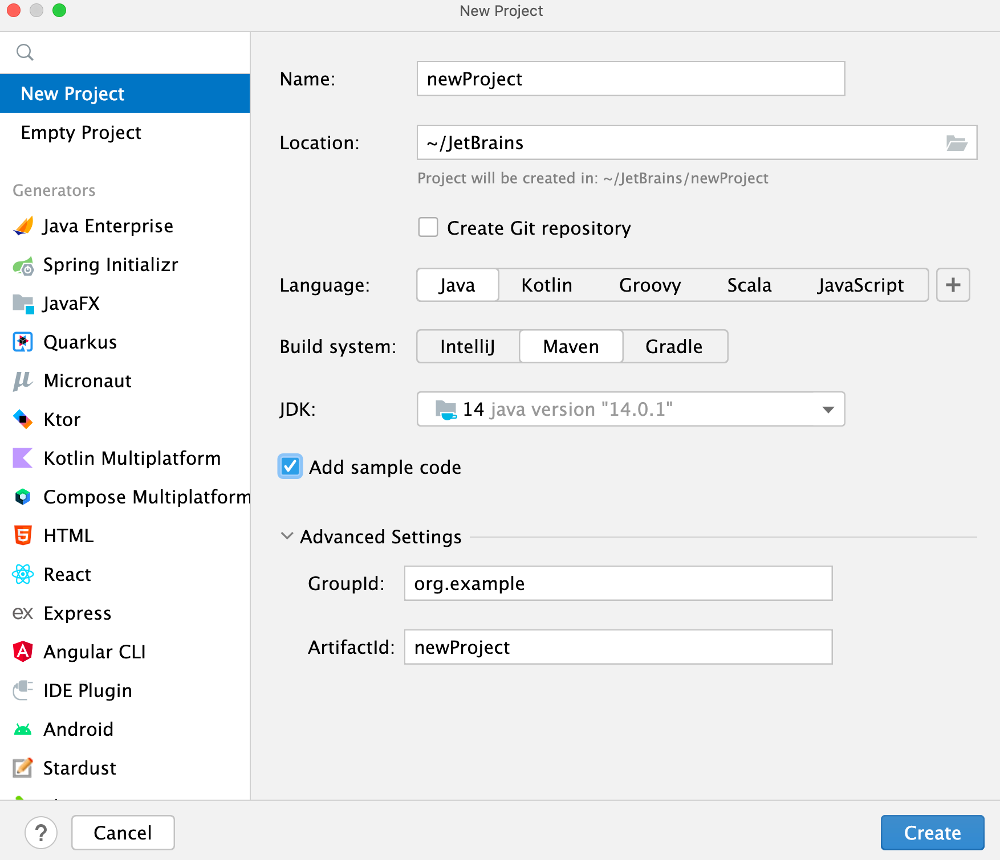 New Project
New Project
Empty Project
Generators
Java Enterprise
Spring Initializr
JavaFX
Quarkus
Micronaut
Ktor
Kotlin Multiplatform
Compose Multiplatform
HTML
React
ex Express
Angular CLI
IDE Plugin
Android
Stardust
Name: newProject
Location: ~/JetBrains
Project will be created in: ~/JetBrains/newProject
Create Git repository
Language: Java Kotlin Groovy Scala JavaScript +
Build system: IntelliJ Maven Gradle
JDK: 14 java version "14.0.1"
Add sample code
Advanced Settings
GroupId: org.example
ArtifactId: newProject
? Cancel Create